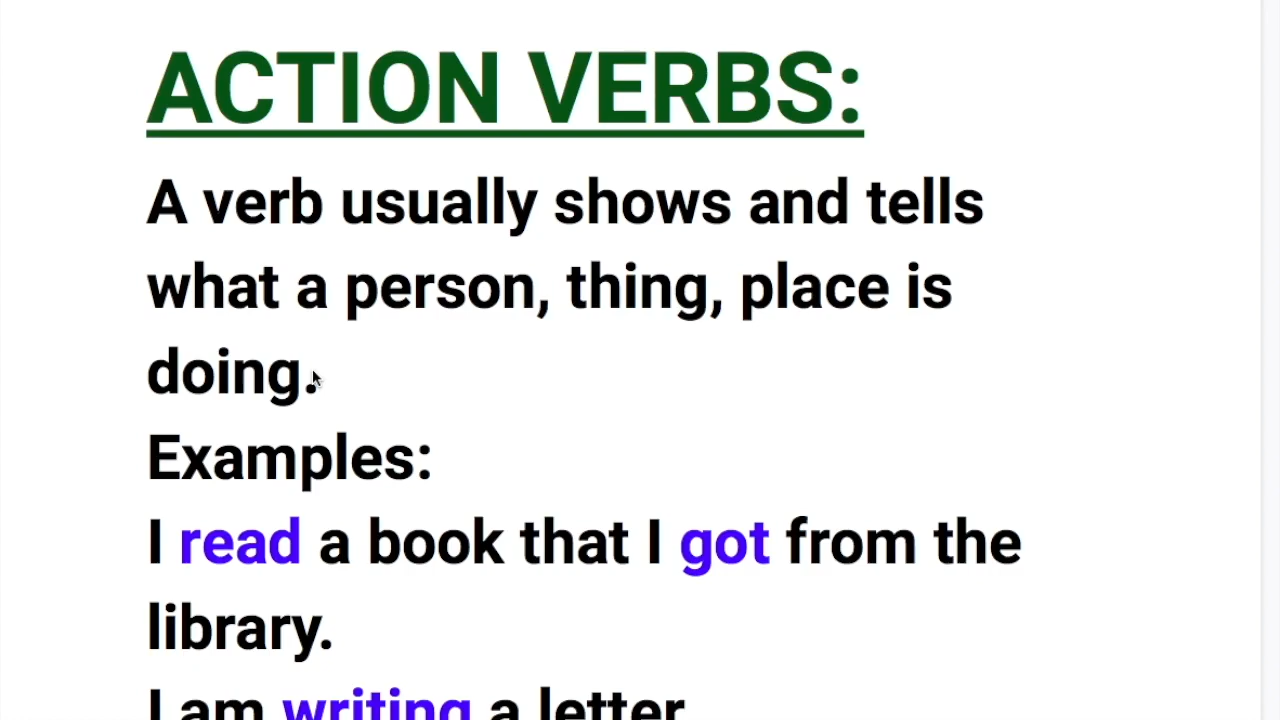 ACTION VERBS:
A verb usually shows and tells
what a person, thing, place is
doing.
Examples:
I read a book that I got from the
library.
I am writing a letter